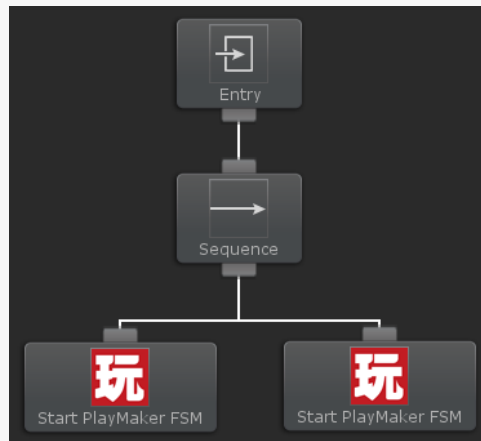 Entry
Sequence
玩
Start PlayMaker FSM
玩
Start PlayMaker FSM